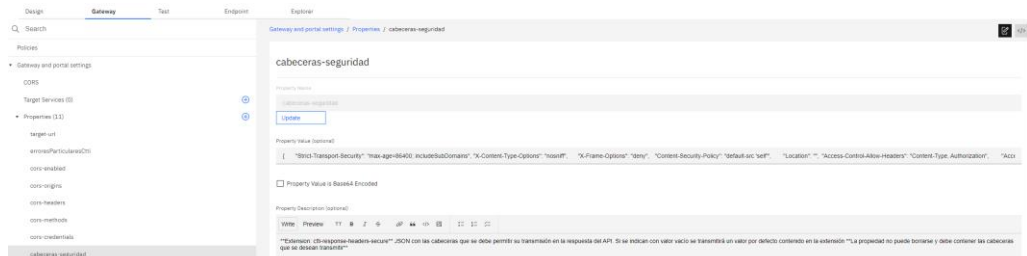 Design Gateway Test Endpoint Explorer
Search
Policies
Gateway and portal settings
CORS
Target Services (0)
Properties (11)
target-url
erroresParticularesChi
cors-enabled
cors-origins
cors-headers
cors-methods
cors-credentials
cabeceras-seguridad
Gateway and portal settings / Properties / cabeceras-seguridad
cabeceras-seguridad
Property Name
cabeceras-seguridad
Update
Property Value (optional)
{ "Strict-Transport-Security": "max-age=86400; includeSubDomains", "X-Content-Type-Options": "nosniff", "X-Frame-Options": "deny", "Content-Security-Policy": "default-src 'self'", "Location": "", "Access-Control-Allow-Headers": "Content-Type, Authorization", "Acce
Property Value is Base64 Encoded
Property Description (optional)
Write Preview
**Extension: cti-response-headers-secure** JSON con las cabeceras que se debe permitir su transmisión en la respuesta del API. Si se indican con valor vacío se transmitirá un valor por defecto contenido en la extensión **La propiedad no puede borrarse y debe contener las cabeceras
que se desean transmitir**